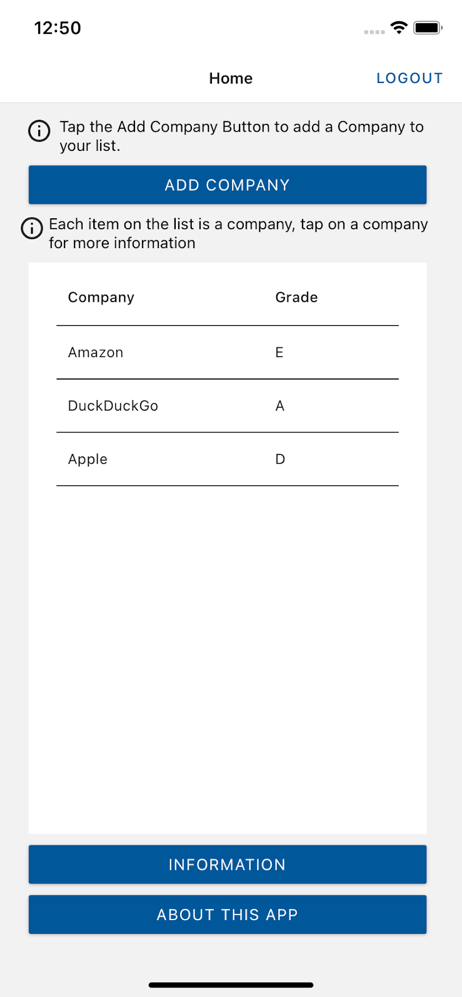 12:50
Home
LOGOUT
Tap the Add Company Button to add a Company to
your list.
ADD COMPANY
Each item on the list is a company, tap on a company
for more information
Company Grade
Amazon E
DuckDuckGo A
Apple D
INFORMATION
ABOUT THIS APP